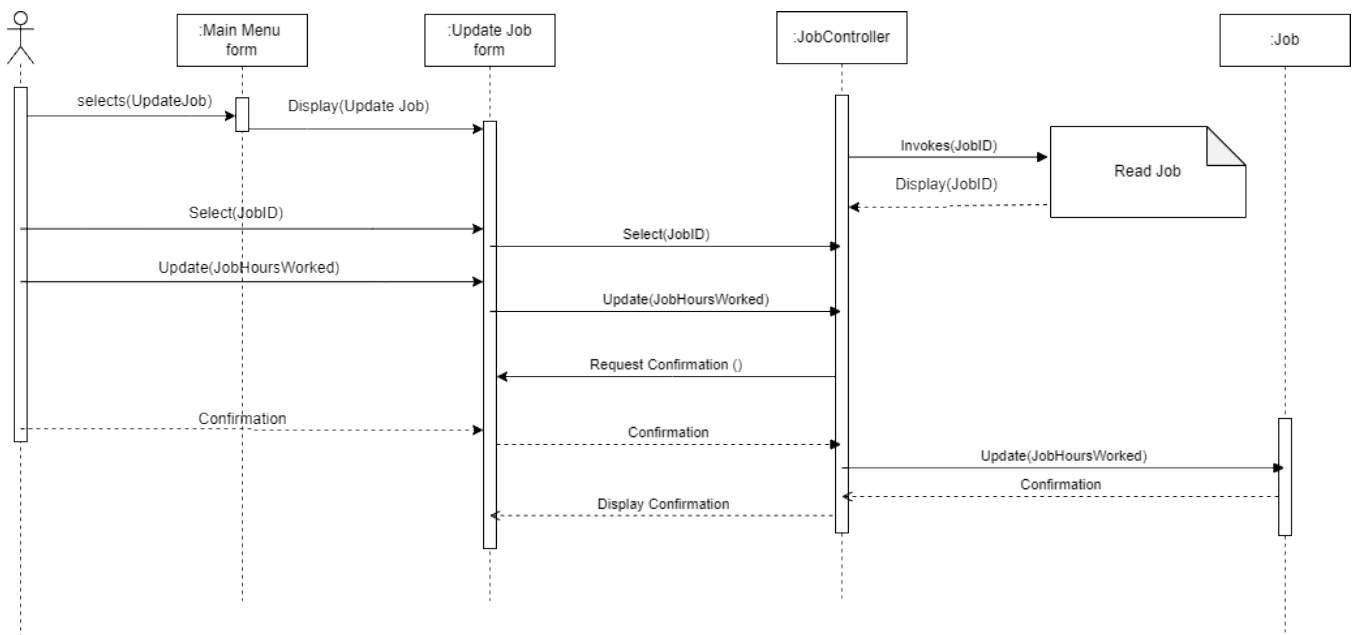 :Main Menu
form
:Update Job
form
:JobController
:Job
selects(UpdateJob)
Display(Update Job)
Invokes(JobID)
Read Job
Display(JobID)
Select(JobID)
Select(JobID)
Update(JobHoursWorked)
Update(JobHoursWorked)
Request Confirmation ()
Confirmation
Confirmation
Update(JobHoursWorked)
Confirmation
Display Confirmation